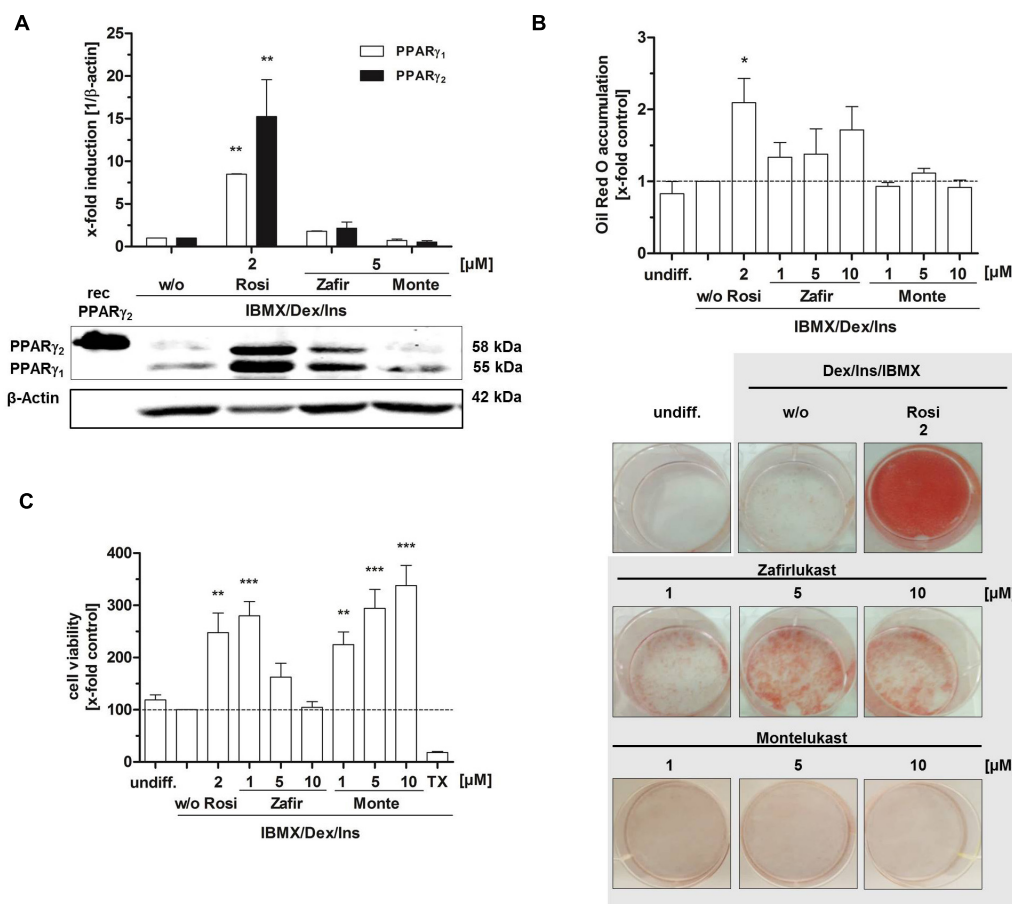 A
x-fold induction [1/β-actin]
25
20
15
10
5
0
PPARγ1
PPARγ2
**
**
2
5
[µM]
w/o
Rosi
Zafir
Monte
IBMX/Dex/Ins
rec
PPARγ2
PPARγ2
58 kDa
PPARγ1
55 kDa
β-Actin
42 kDa
B
Oil Red O accumulation
[x-fold control]
3
2
1
0
*
undiff.
2
1
5
10
1
5
10
[µM
w/o Rosi
Zafir
Monte
IBMX/Dex/Ins
Dex/Ins/IBMX
undiff.
w/o
Rosi
2
Zafirlukast
1
5
10
[µM
Montelukast
1
5
10
[µM
C
cell viability
[x-fold control]
400
300
200
100
0
**
***
**
***
***
undiff.
2
1
5
10
1
5
10
TX
[µM]
w/o Rosi
Zafir
Monte
IBMX/Dex/Ins